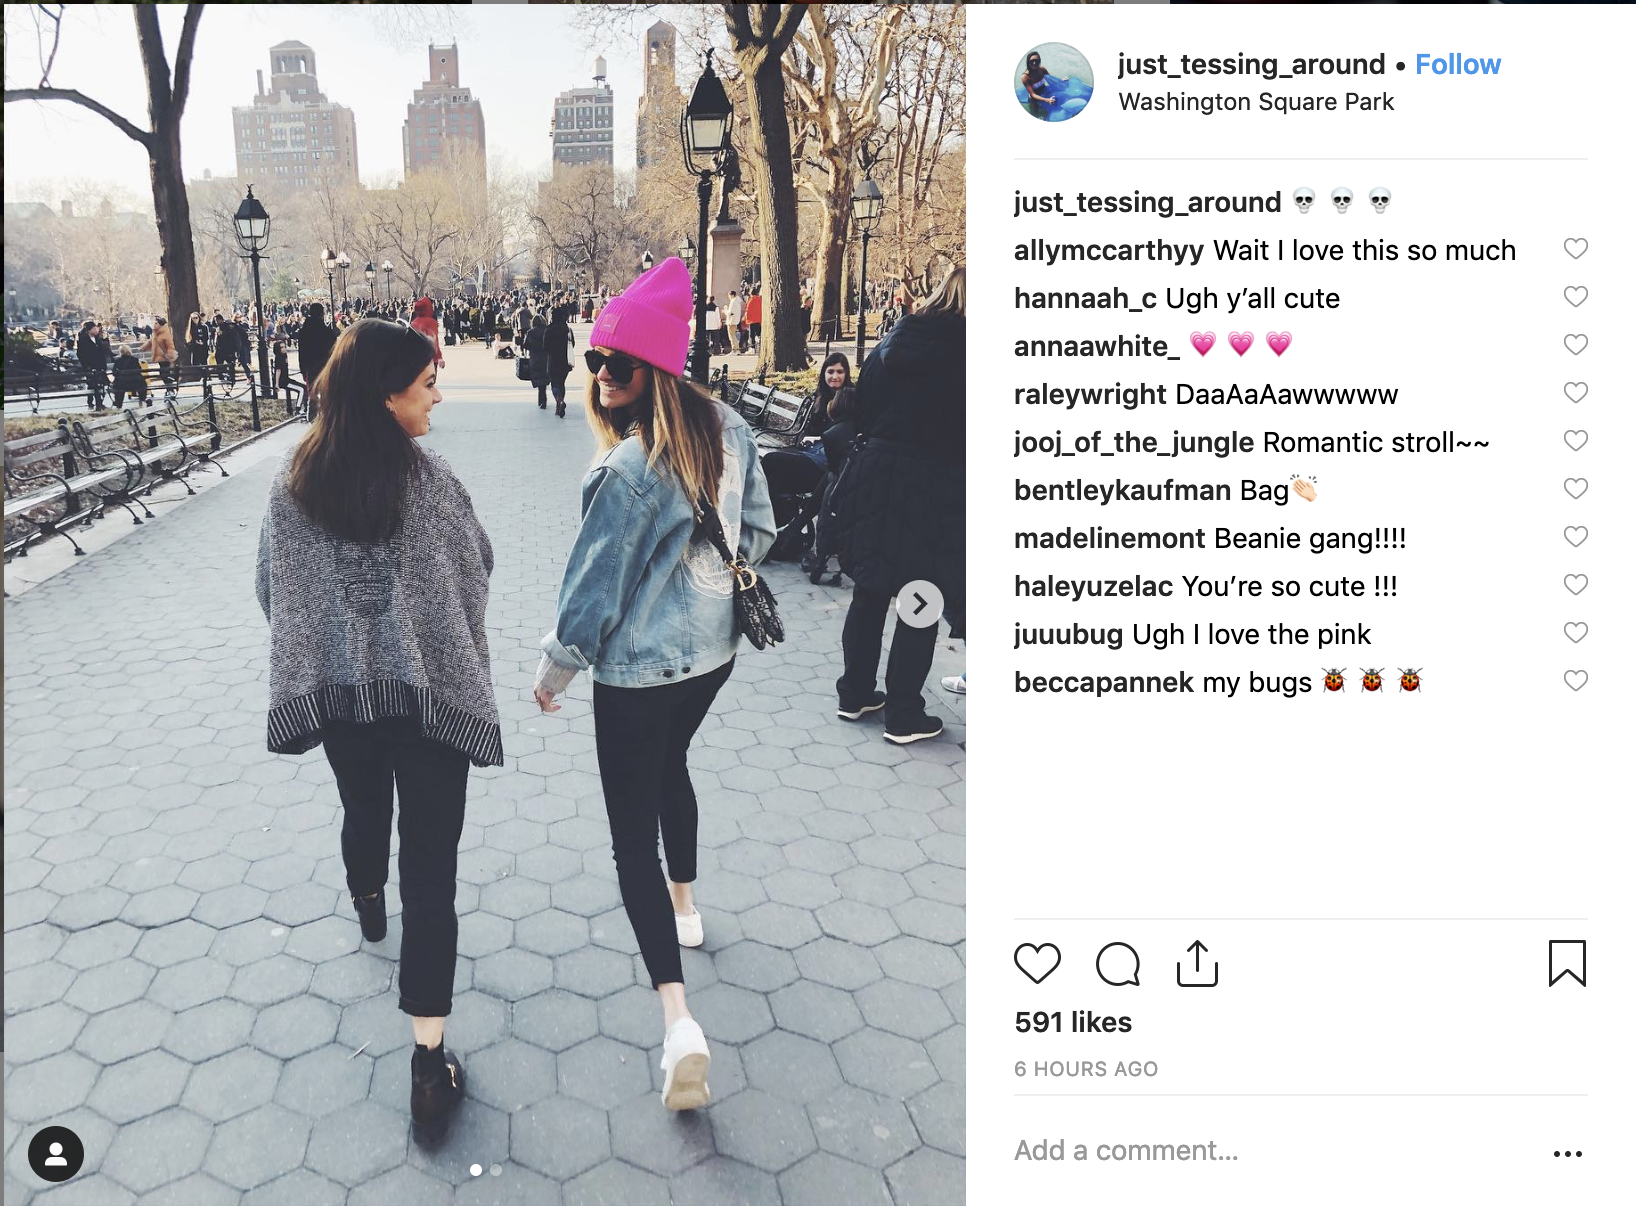 just_tessing_around • Follow
Washington Square Park
just_tessing_around 💀 💀 💀
allymccarthyy Wait I love this so much
hannaah_c Ugh y’all cute
annaawhite_ 💗 💗 💗
raleywright DaaAaAawwwww
jooj_of_the_jungle Romantic stroll~~
bentleykaufman Bag👏🏻
madelinemont Beanie gang!!!!
haleyuzelac You’re so cute !!!
juuubug Ugh I love the pink
beccapannek my bugs 🐞 🐞 🐞
591 likes
6 HOURS AGO
Add a comment...